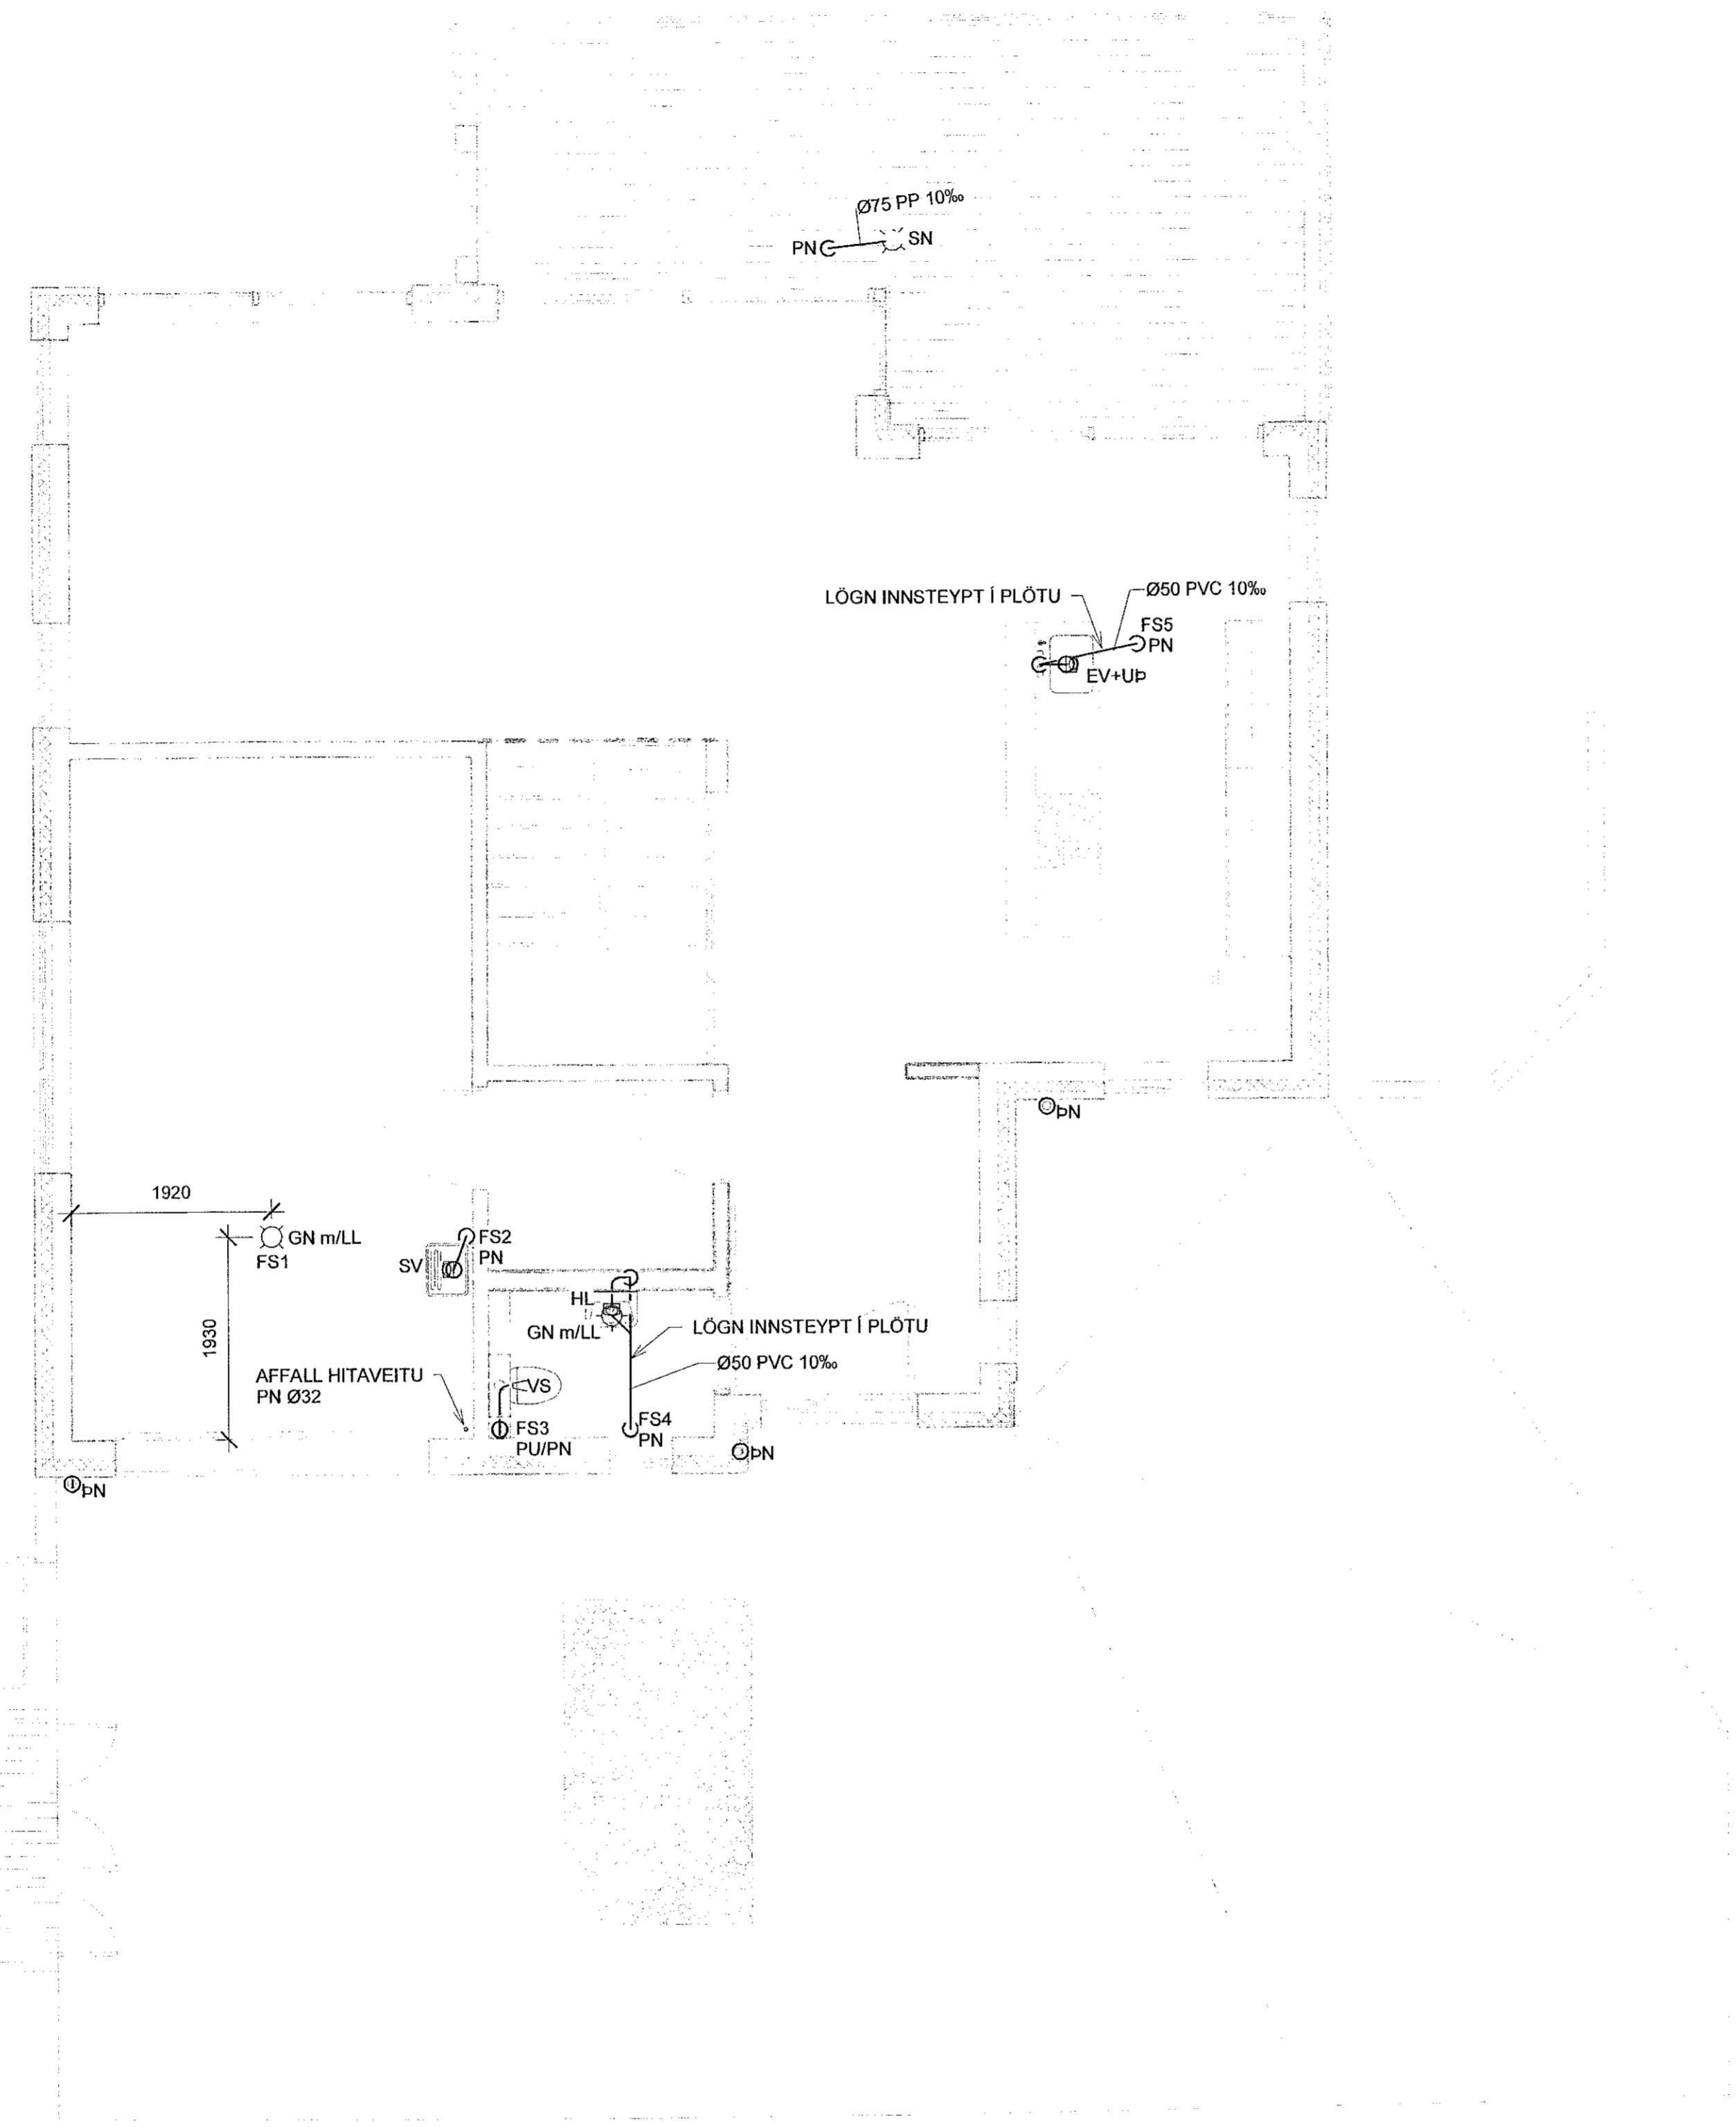 Ø75 PP 10‰
PN
SN
LÖGN INNSTEYPT Í PLÖTU
Ø50 PVC 10‰
FS5
PN
EV+UÞ
ÞN
1920
GN m/LL
FS1
FS2
PN
SV
1930
HL
GN m/LL
LÖGN INNSTEYPT Í PLÖTU
Ø50 PVC 10‰
AFFALL HITAVEITU
PN Ø32
VS
FS3
PU/PN
FS4
PN
ÞN
ÞN